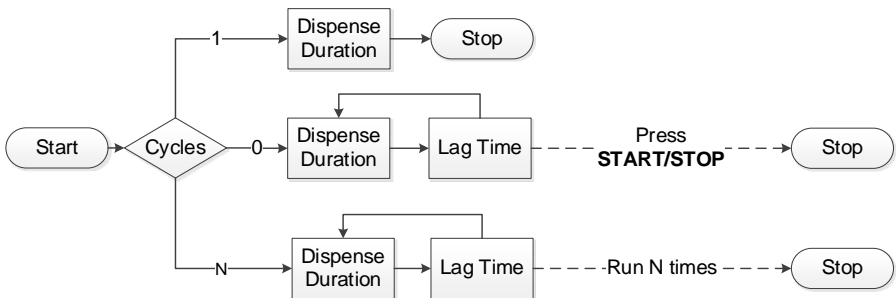 1
Dispense
Duration
Stop
Start
Cycles
0
Dispense
Duration
Lag Time
Press
START/STOP
Stop
N
Dispense
Duration
Lag Time
Run N times
Stop